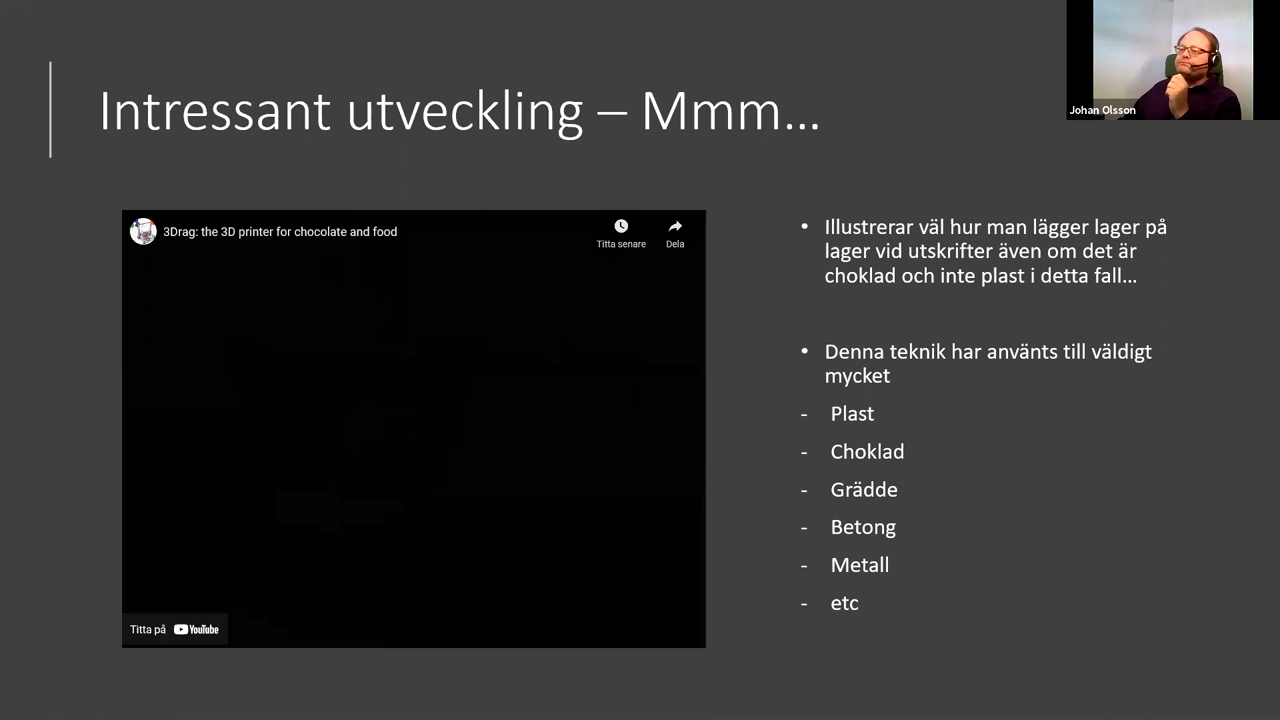 Johan Olsson
Intressant utveckling – Mmm…
3Drag: the 3D printer for chocolate and food
Titta senare
Dela
Titta på YouTube
• Illustrerar väl hur man lägger lager på
lager vid utskrifter även om det är
choklad och inte plast i detta fall…
• Denna teknik har använts till väldigt
mycket
- Plast
- Choklad
- Grädde
- Betong
- Metall
- etc